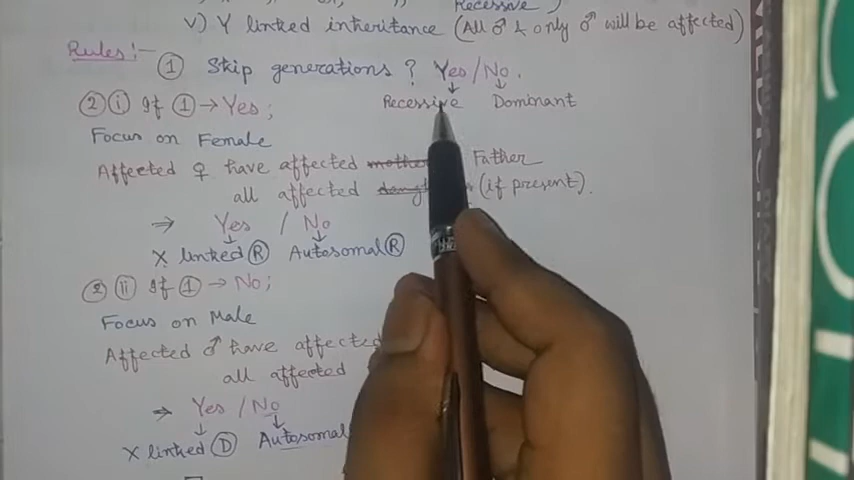 Recessive )
v) Y linked inheritance (All ♂ & only ♂ will be affected)
Rules:-
① Skip generations ? Yes/No.
↓ ↓
Recessive Dominant
② ⓘ If ① → Yes;
Focus on Female
Affected ♀ have affected Father
all affected (if present).
⇒ Yes / No
↓ ↓
X linked Ⓡ Autosomal Ⓡ
② ⓘⓘ If ① → No;
Focus on Male
Affected ♂ have affected
all affected
⇒ Yes / No
↓ ↓
X linked Ⓓ Autosomal